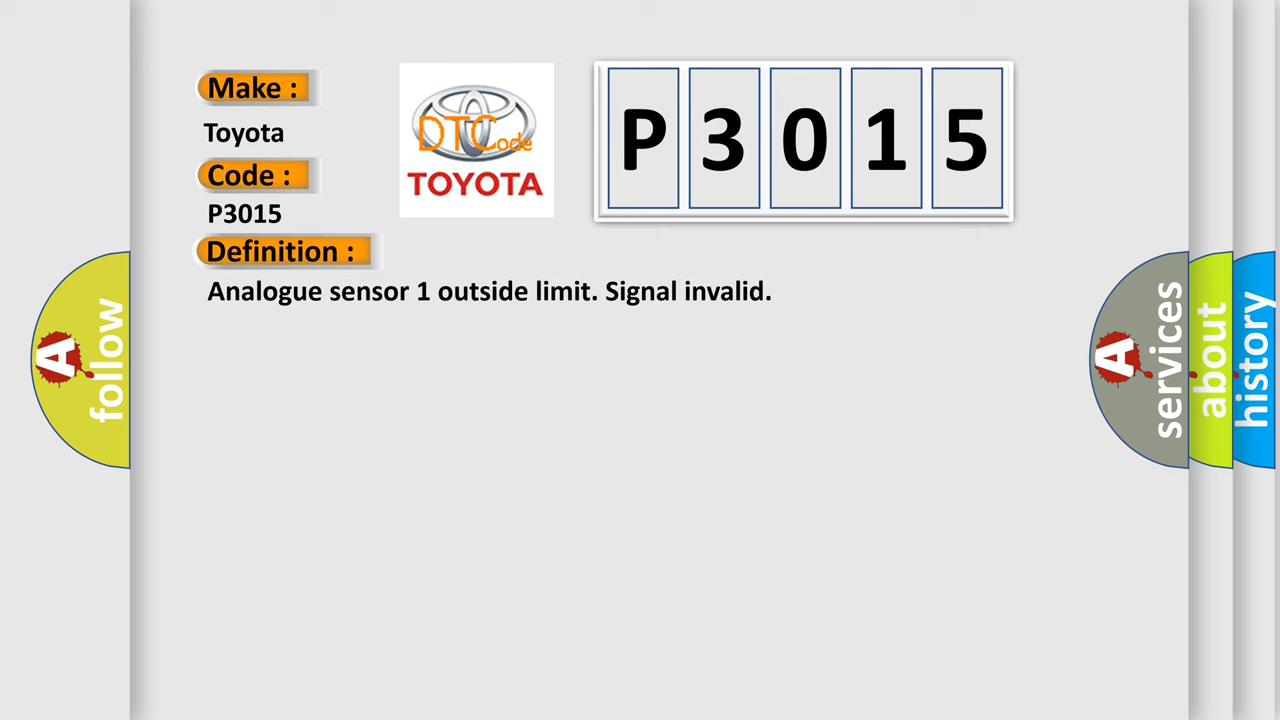 Make :
Toyota
Code :
P3015
Definition :
Analogue sensor 1 outside limit. Signal invalid.
DTCode
TOYOTA
P 3 0 1 5
A
follow
A
services
about
history